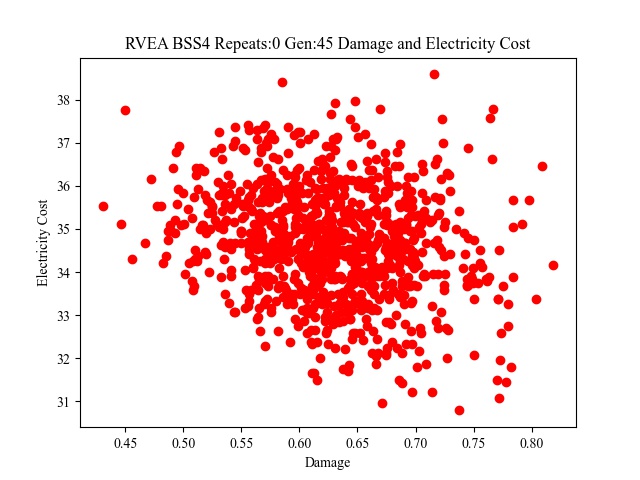 RVEA BSS4 Repeats:0 Gen:45 Damage and Electricity Cost
38
37
36
35
34
33
32
31
Electricity Cost
0.45 0.50 0.55 0.60 0.65 0.70 0.75 0.80
Damage